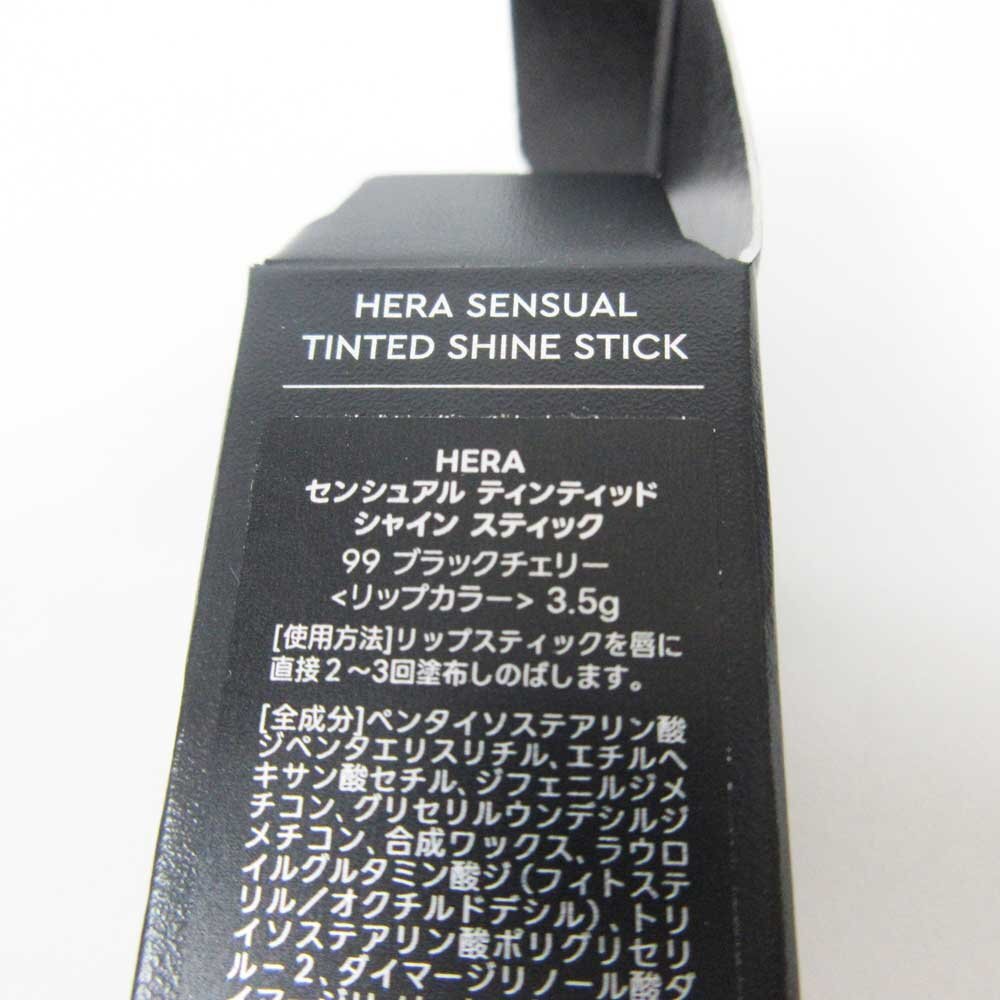 HERA SENSUAL
TINTED SHINE STICK
HERA
センシュアル ティンティッド
シャイン スティック
99 ブラックチェリー
<リップカラー> 3.5g
[使用方法]リップスティックを唇に
直接2～3回塗布しのばします。
[全成分]ペンタイソステアリン酸
ジペンタエリスリチル、エチルヘ
キサン酸セチル、ジフェニルジメ
チコン、グリセリルウンデシルジ
メチコン、合成ワックス、ラウロ
イルグルタミン酸ジ(フィトステ
リル/オクチルドデシル)、トリ
イソステアリン酸ポリグリセリ
ル-2、ダイマージリノール酸ダ